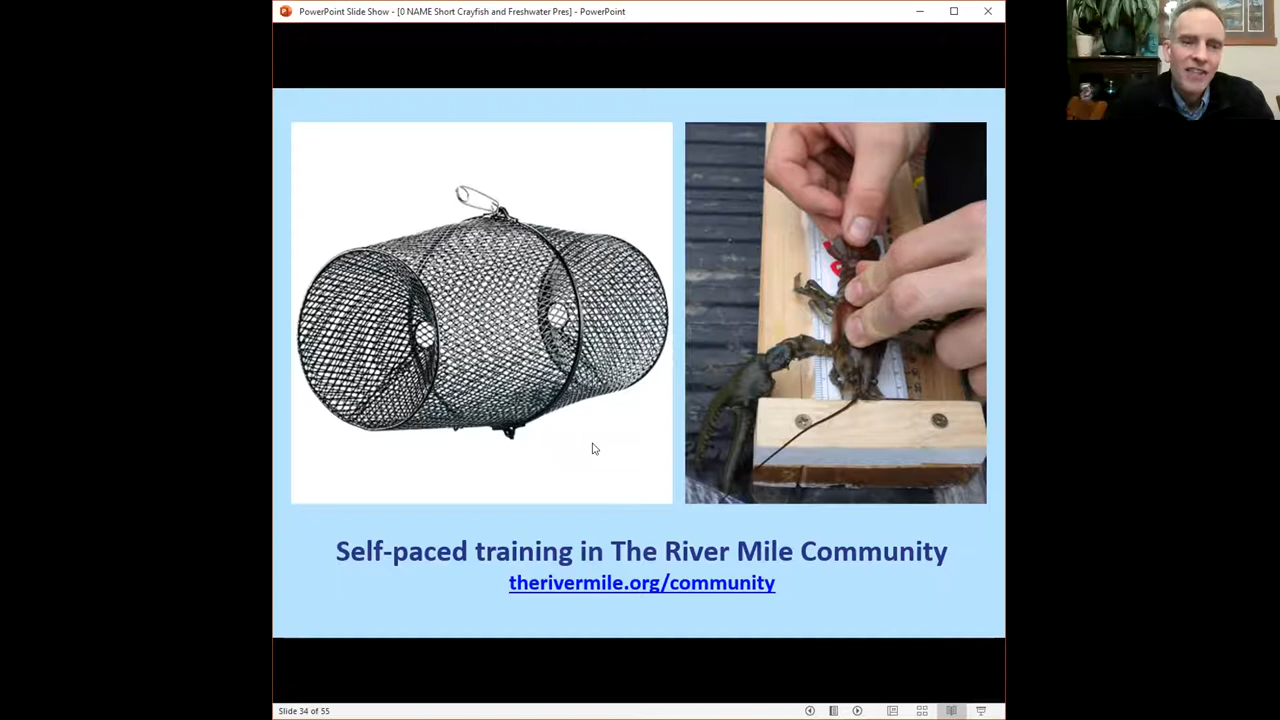 PowerPoint Slide Show - [0 NAME Short Crayfish and Freshwater Pres] - PowerPoint
Self-paced training in The River Mile Community
therivermile.org/community
Slide 34 of 55